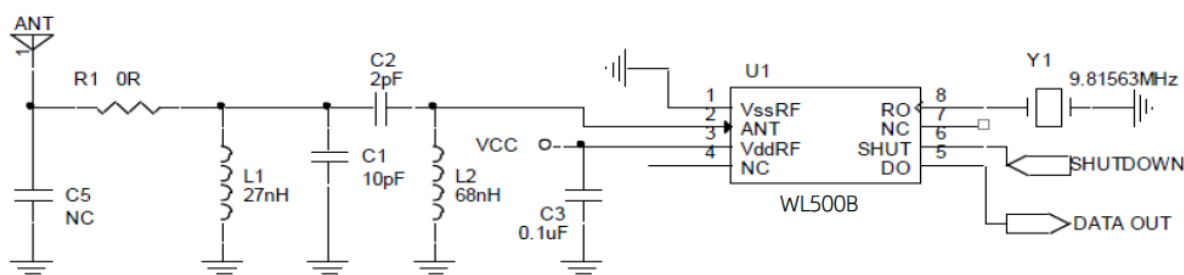 ANT
1
R1 0R
C5
NC
L1
27nH
C1
10pF
C2
2pF
L2
68nH
VCC
C3
0.1uF
U1
1
2
3
4
VssRF
ANT
VddRF
NC
RO
NC
SHUT
DO
8
7
6
5
WL500B
Y1
9.81563MHz
SHUTDOWN
DATA OUT